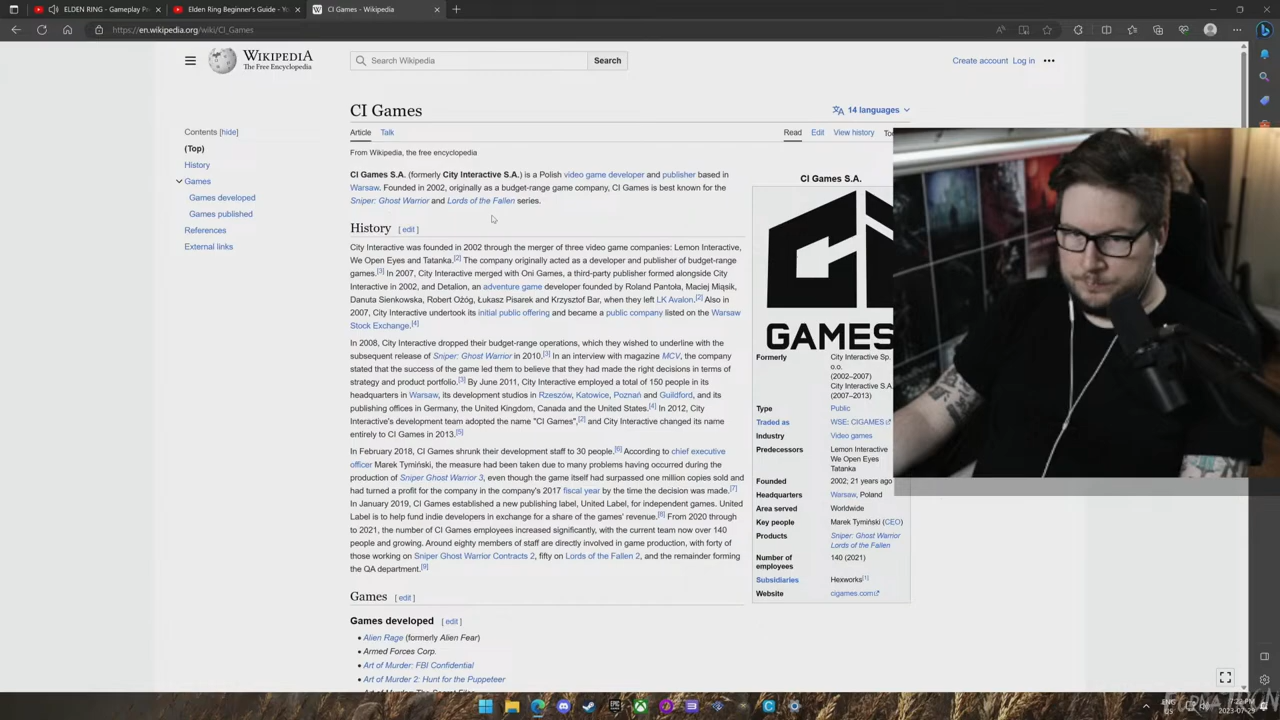 ELDEN RING - Gameplay P
Elden Ring Beginner's Guide - Yo
CI Games - Wikipedia
https://en.wikipedia.org/wiki/CI_Games
WIKIPEDIA
The Free Encyclopedia
Search Wikipedia
Search
Create account Log in
CI Games
14 languages
Contents [hide]
(Top)
History
Games
Games developed
Games published
References
External links
Article Talk
Read Edit View history
From Wikipedia, the free encyclopedia
CI Games S.A. (formerly City Interactive S.A.) is a Polish video game developer and publisher based in
Warsaw. Founded in 2002, originally as a budget-range game company, CI Games is best known for the
Sniper: Ghost Warrior and Lords of the Fallen series.
History [ edit ]
City Interactive was founded in 2002 through the merger of three video game companies: Lemon Interactive,
We Open Eyes and Tatanka.[2] The company originally acted as a developer and publisher of budget-range
games.[3] In 2007, City Interactive merged with Oni Games, a third-party publisher formed alongside City
Interactive in 2002, and Detalion, an adventure game developer founded by Roland Pantoła, Maciej Miąsik,
Danuta Sienkowska, Robert Ożóg, Łukasz Pisarek and Krzysztof Bar, when they left LK Avalon.[2] Also in
2007, City Interactive undertook its initial public offering and became a public company listed on the Warsaw
Stock Exchange.[4]
In 2008, City Interactive dropped their budget-range operations, which they wished to underline with the
subsequent release of Sniper: Ghost Warrior in 2010.[3] In an interview with magazine MCV, the company
stated that the success of the game led them to believe that they had made the right decisions in terms of
strategy and product portfolio.[3] By June 2011, City Interactive employed a total of 150 people in its
headquarters in Warsaw, its development studios in Rzeszów, Katowice, Poznań and Guildford, and its
publishing offices in Germany, the United Kingdom, Canada and the United States.[4] In 2012, City
Interactive's development team adopted the name "CI Games",[2] and City Interactive changed its name
entirely to CI Games in 2013.[5]
In February 2018, CI Games shrunk their development staff to 30 people.[6] According to chief executive
officer Marek Tymiński, the measure had been taken due to many problems having occurred during the
production of Sniper Ghost Warrior 3, even though the game itself had surpassed one million copies sold and
had turned a profit for the company in the company's 2017 fiscal year by the time the decision was made.[7]
In January 2019, CI Games established a new publishing label, United Label, for independent games. United
Label is to help fund indie developers in exchange for a share of the games' revenue.[8] From 2020 through
to 2021, the number of CI Games employees increased significantly, with the current team now over 140
people and growing. Around eighty members of staff are directly involved in game production, with forty of
those working on Sniper Ghost Warrior Contracts 2, fifty on Lords of the Fallen 2, and the remainder forming
the QA department.[9]
Games [ edit ]
Games developed [ edit ]
• Alien Rage (formerly Alien Fear)
• Armed Forces Corp.
• Art of Murder: FBI Confidential
• Art of Murder 2: Hunt for the Puppeteer
CI Games S.A.
GAMES
Formerly City Interactive Sp.
o.o.
(2002–2007)
City Interactive S.A.
(2007–2013)
Type Public
Traded as WSE: CIGAMES
Industry Video games
Predecessors Lemon Interactive
We Open Eyes
Tatanka
Founded 2002; 21 years ago
Headquarters Warsaw, Poland
Area served Worldwide
Key people Marek Tymiński (CEO)
Products Sniper: Ghost Warrior
Lords of the Fallen
Number of employees 140 (2021)
Subsidiaries Hexworks[1]
Website cigames.com
ENG
US
7:22 PM
2023-07-29